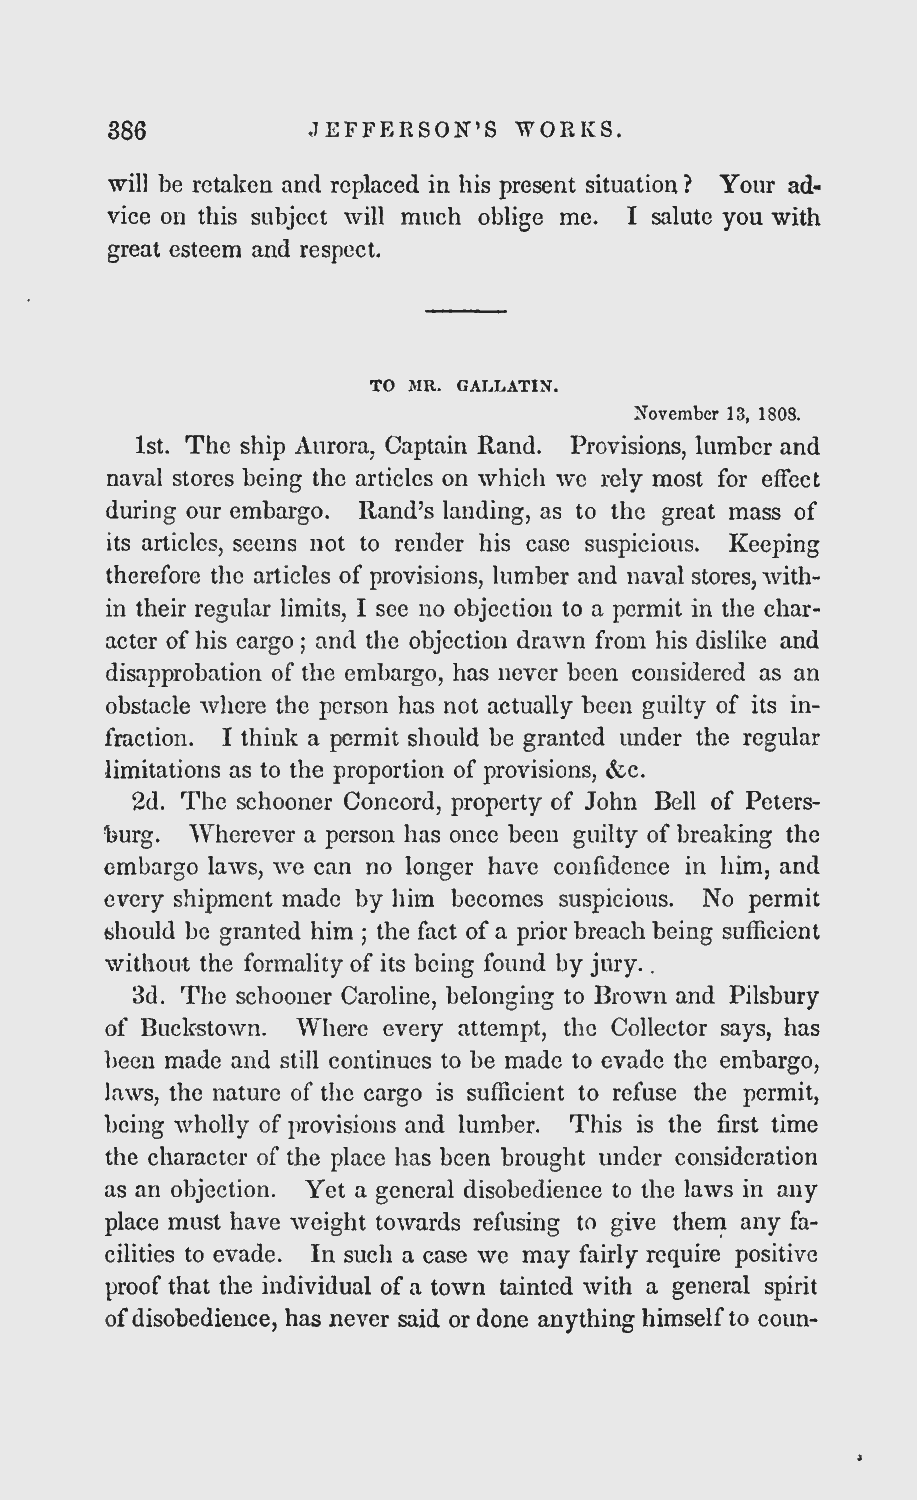 386 JEFFERSON'S WORKS.
will be retaken and replaced in his present situation? Your ad-
vice on this subject will much oblige me. I salute you with
great esteem and respect.
TO MR. GALLATIN.
November 13, 1808.
1st. The ship Aurora, Captain Rand. Provisions, lumber and
naval stores being the articles on which we rely most for effect
during our embargo. Rand's landing, as to the great mass of
its articles, seems not to render his case suspicious. Keeping
therefore the articles of provisions, lumber and naval stores, with-
in their regular limits, I see no objection to a permit in the char-
acter of his cargo; and the objection drawn from his dislike and
disapprobation of the embargo, has never been considered as an
obstacle where the person has not actually been guilty of its in-
fraction. I think a permit should be granted under the regular
limitations as to the proportion of provisions, &c.
2d. The schooner Concord, property of John Bell of Peters-
burg. Wherever a person has once been guilty of breaking the
embargo laws, we can no longer have confidence in him, and
every shipment made by him becomes suspicious. No permit
should be granted him; the fact of a prior breach being sufficient
without the formality of its being found by jury. .
3d. The schooner Caroline, belonging to Brown and Pilsbury
of Buckstown. Where every attempt, the Collector says, has
been made and still continues to be made to evade the embargo,
laws, the nature of the cargo is sufficient to refuse the permit,
being wholly of provisions and lumber. This is the first time
the character of the place has been brought under consideration
as an objection. Yet a general disobedience to the laws in any
place must have weight towards refusing to give them any fa-
cilities to evade. In such a case we may fairly require positive
proof that the individual of a town tainted with a general spirit
of disobedience, has never said or done anything himself to coun-